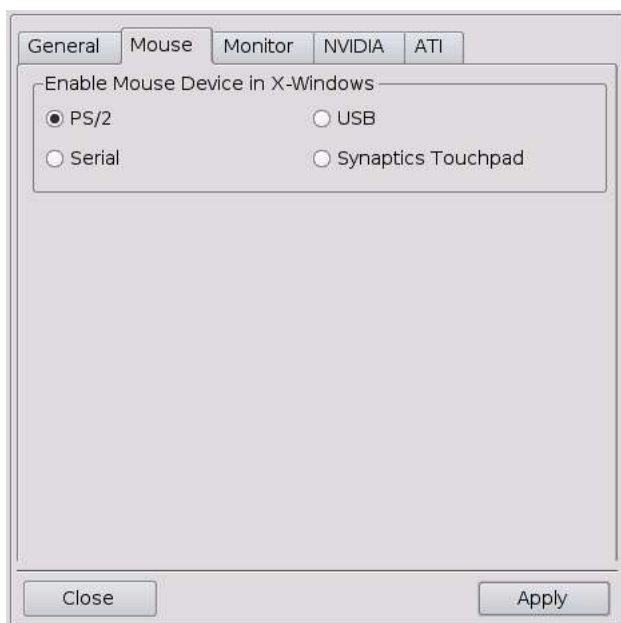 General Mouse Monitor NVIDIA ATI
Enable Mouse Device in X-Windows
PS/2 USB
Serial Synaptics Touchpad
Close Apply